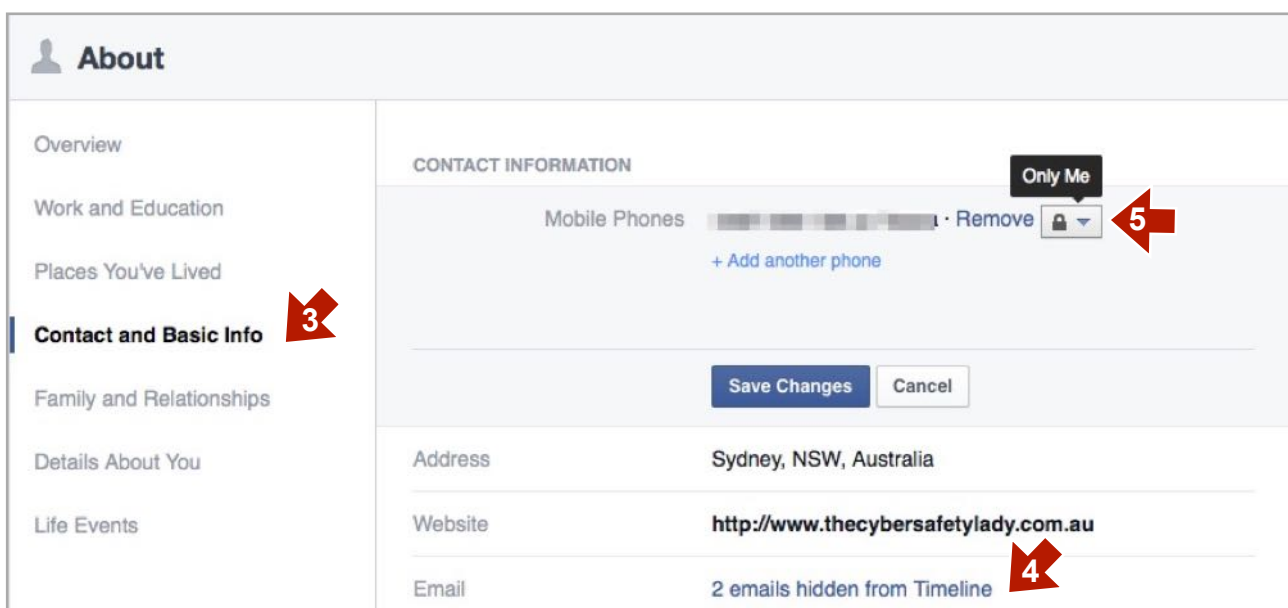 About
Overview
Work and Education
Places You've Lived
Contact and Basic Info
3
Family and Relationships
Details About You
Life Events
CONTACT INFORMATION
Only Me
Mobile Phones · Remove
5
+ Add another phone
Save Changes Cancel
Address Sydney, NSW, Australia
Website http://www.thecybersafetylady.com.au
4
Email 2 emails hidden from Timeline